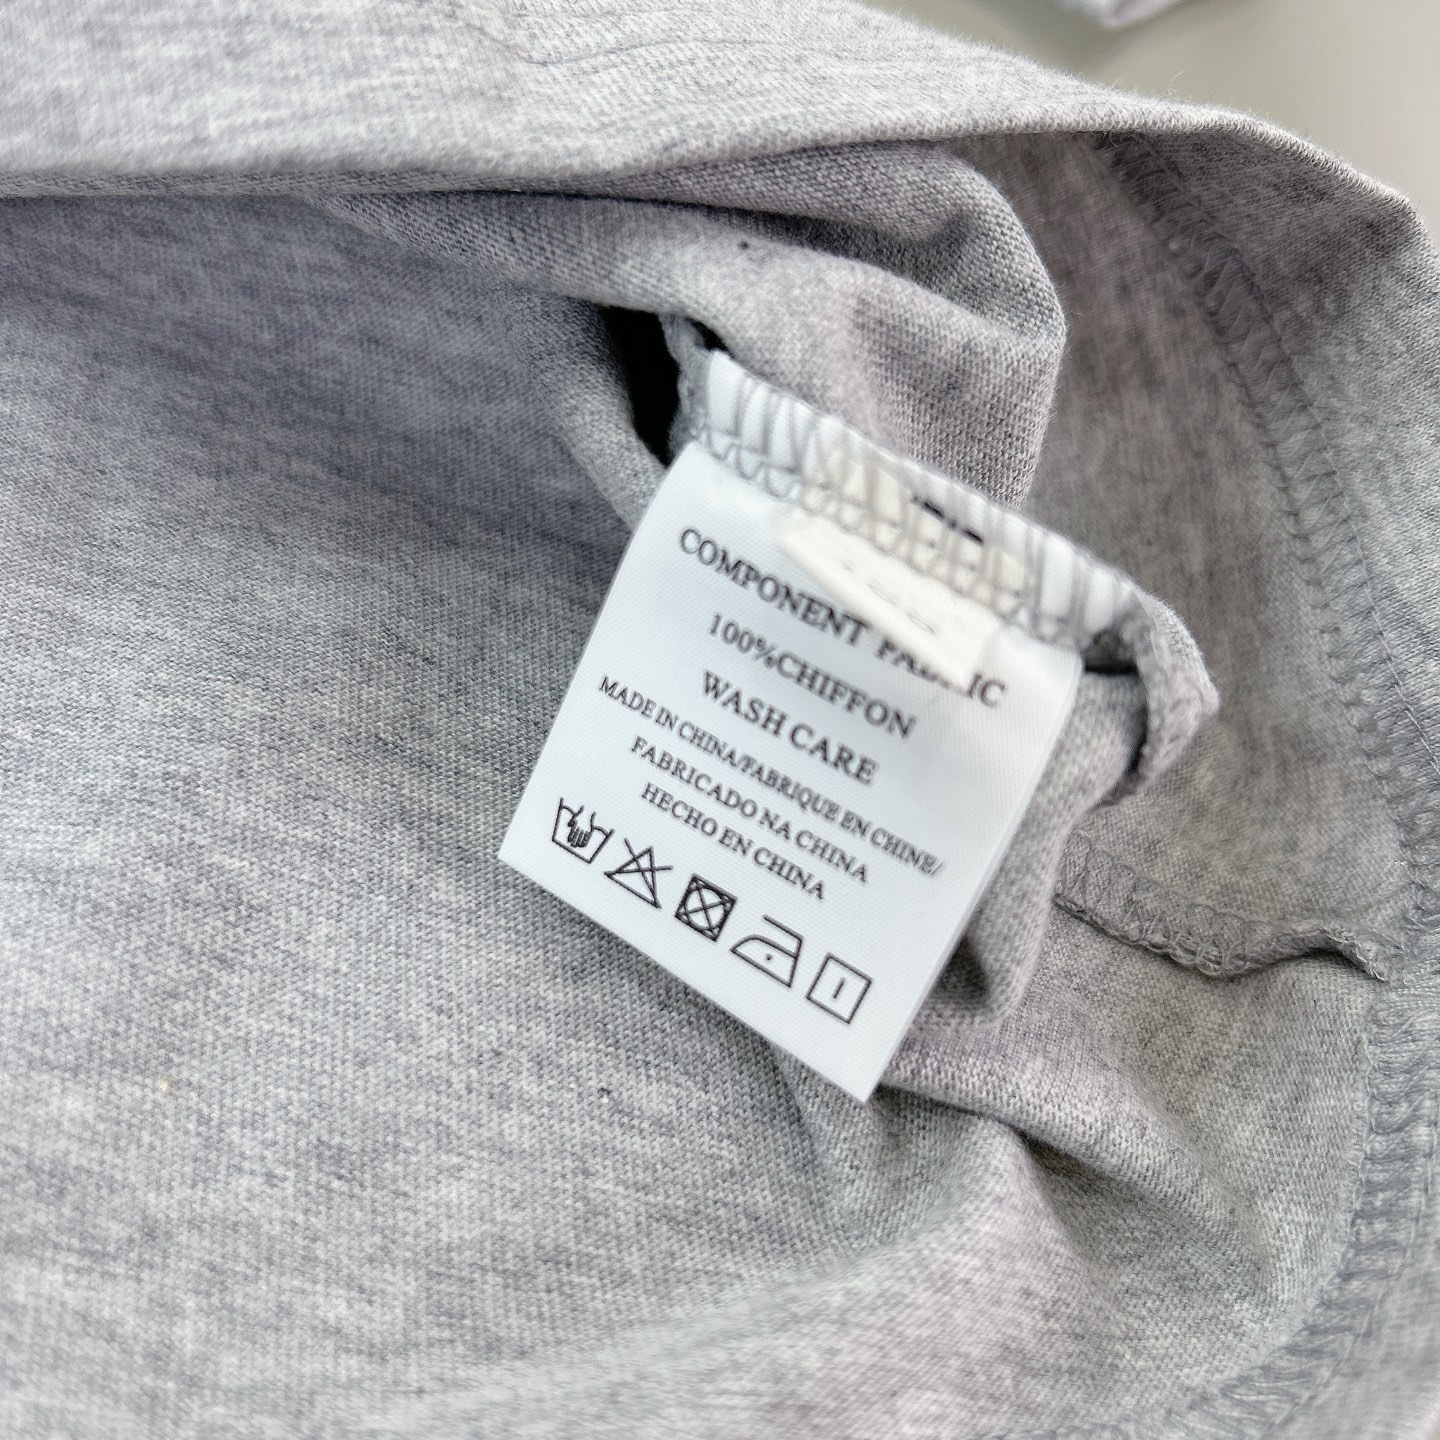 COMPONENT FABRIC
100%CHIFFON
WASH CARE
MADE IN CHINA/FABRIQUE EN CHINE/
FABRICADO NA CHINA
HECHO EN CHINA